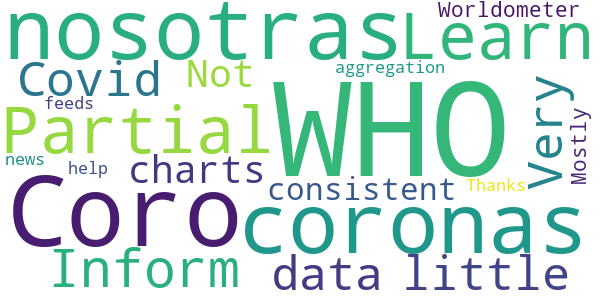 Worldometer
nosotras Learn
Covid Not aggregation
feeds
Partial WHO Very Mostly
news help charts
Coro consistent Thanks
coronas
Inform data little